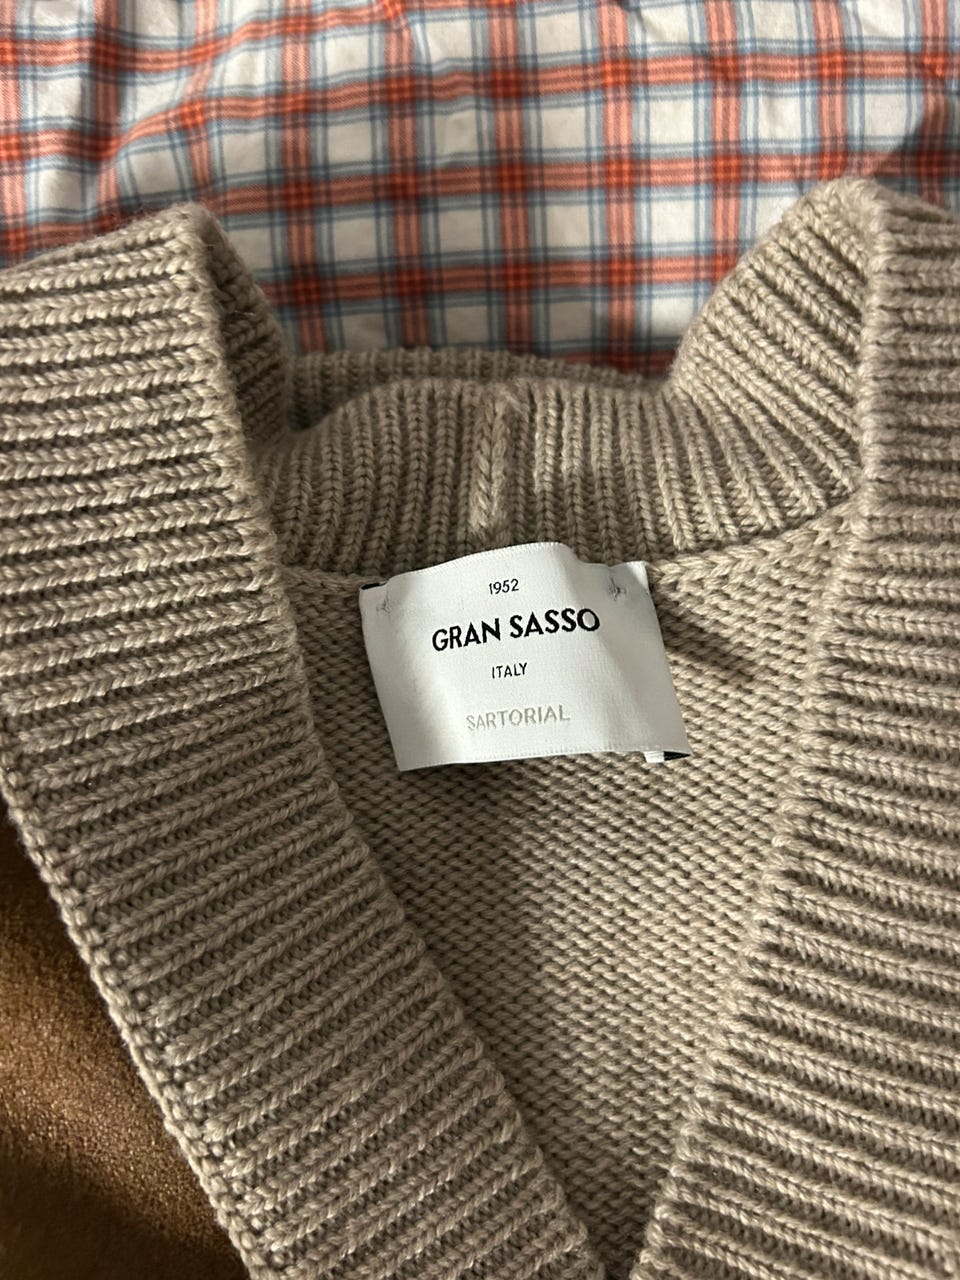 1952
GRAN SASSO
ITALY
SARTORIAL